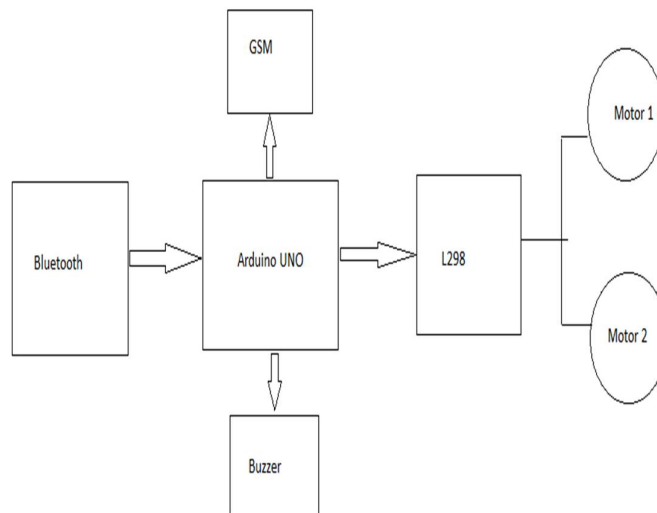 GSM
Motor 1
Bluetooth
Arduino UNO
L298
Motor 2
Buzzer